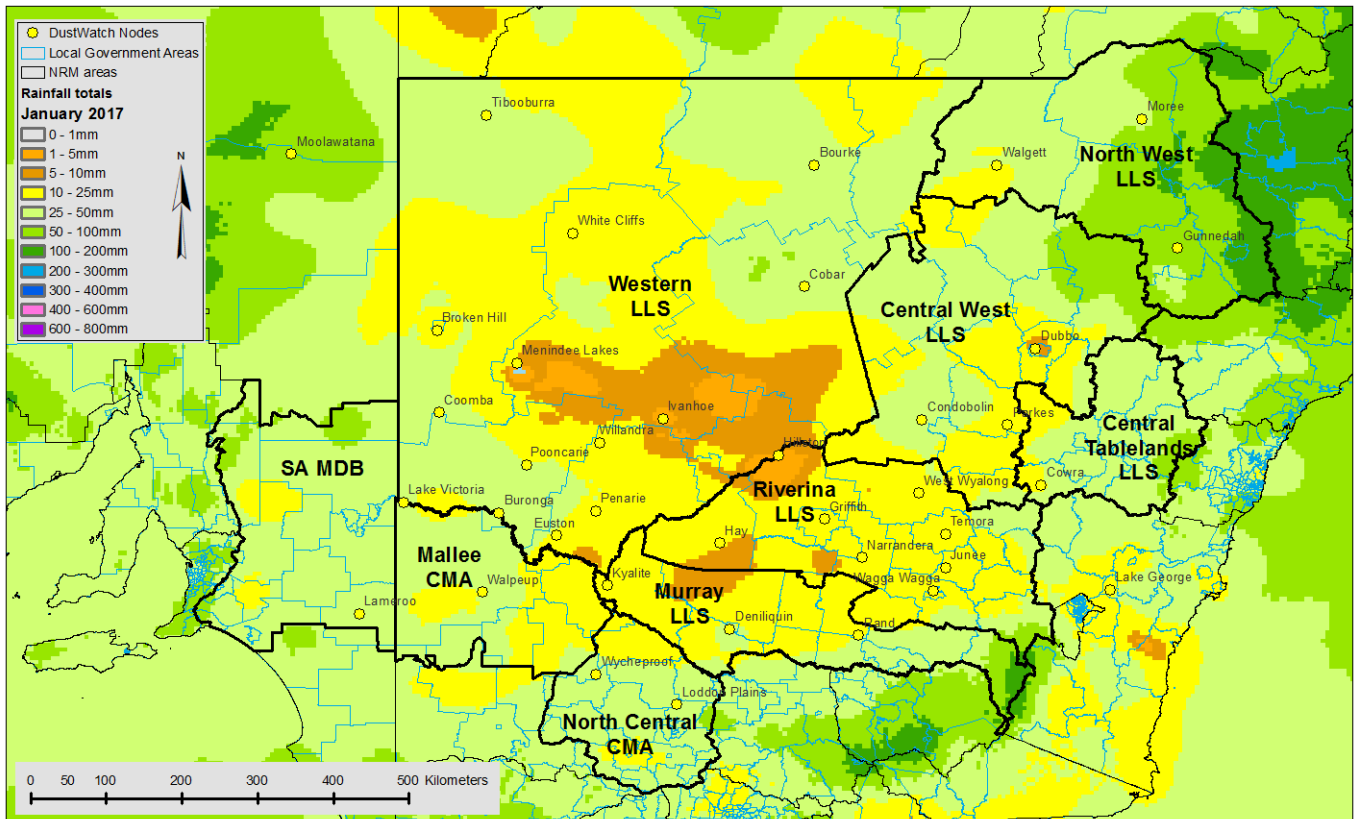 DustWatch Nodes
Local Government Areas
NRM areas
Rainfall totals
January 2017
0 - 1mm
1 - 5mm
5 - 10mm
10 - 25mm
25 - 50mm
50 - 100mm
100 - 200mm
200 - 300mm
300 - 400mm
400 - 600mm
600 - 800mm
N
Tibooburra
Moree
Moolawatana
Bourke
Walgett
North West
LLS
White Cliffs
Gunnedah
Cobar
Western
LLS
Central West
LLS
Broken Hill
Dubbo
Menindee Lakes
Coomba
Ivanhoe
Condobolin
Parkes
Central
Tablelands
LLS
Willandra
Hillston
Pooncarie
SA MDB
Cowra
Lake Victoria
Buronga
Penarie
Riverina
LLS
West Wyalong
Griffith
Euston
Hay
Temora
Narrandera
Junee
Mallee
CMA
Walpeup
Kyalite
Wagga Wagga
Lake George
Murray
LLS
Lameroo
Deniliquin
Rand
Wycheproof
Loddon Plains
North Central
CMA
0 50 100 200 300 400 500 Kilometers